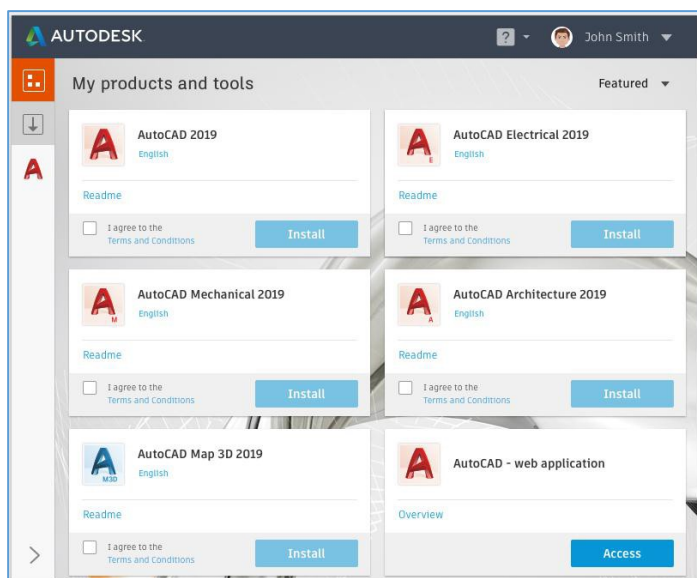 AUTODESK
? John Smith
My products and tools
Featured
AutoCAD 2019
English
Readme
I agree to the
Terms and Conditions
Install
AutoCAD Electrical 2019
English
Readme
I agree to the
Terms and Conditions
Install
AutoCAD Mechanical 2019
English
Readme
I agree to the
Terms and Conditions
Install
AutoCAD Architecture 2019
English
Readme
I agree to the
Terms and Conditions
Install
AutoCAD Map 3D 2019
English
Readme
I agree to the
Terms and Conditions
Install
AutoCAD - web application
Overview
Access
E
M
A
M3D